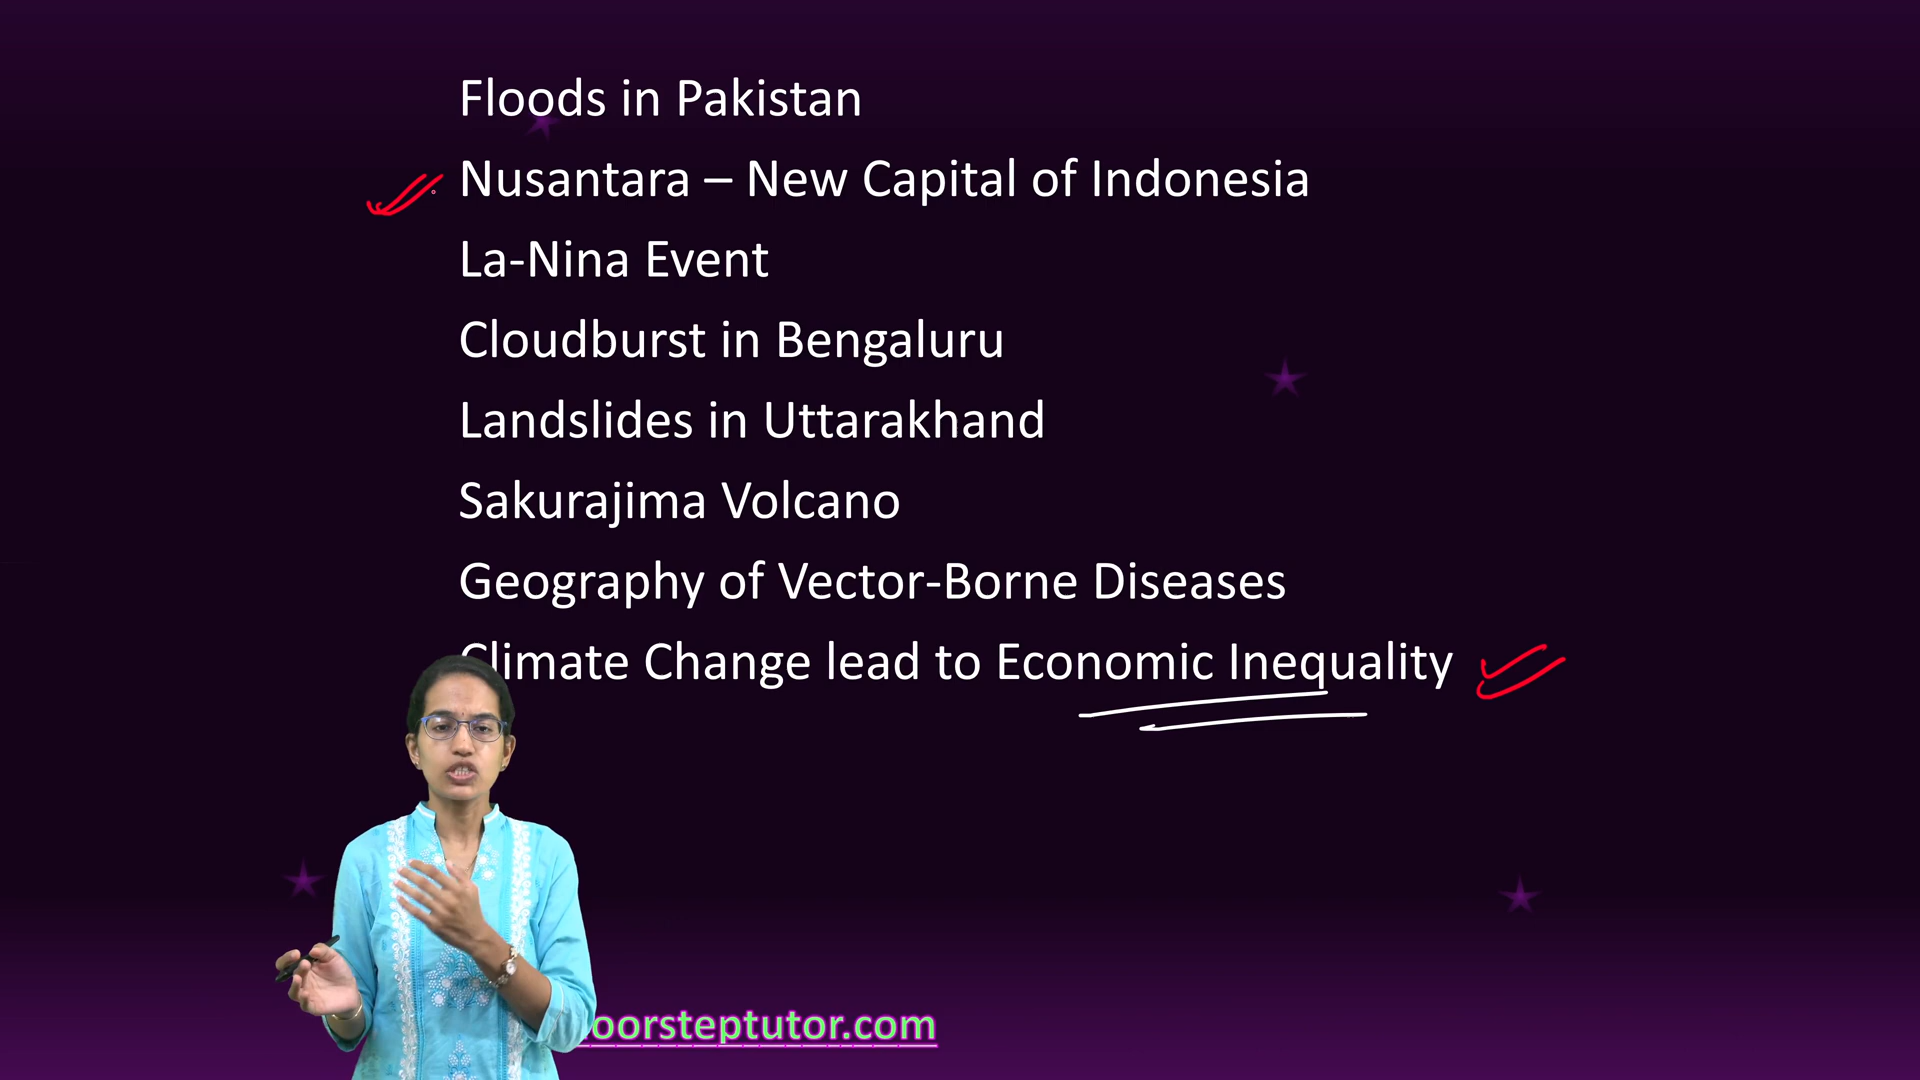 Floods in Pakistan
Nusantara – New Capital of Indonesia
La-Nina Event
Cloudburst in Bengaluru
Landslides in Uttarakhand
Sakurajima Volcano
Geography of Vector-Borne Diseases
Climate Change lead to Economic Inequality
oorsteptutor.com